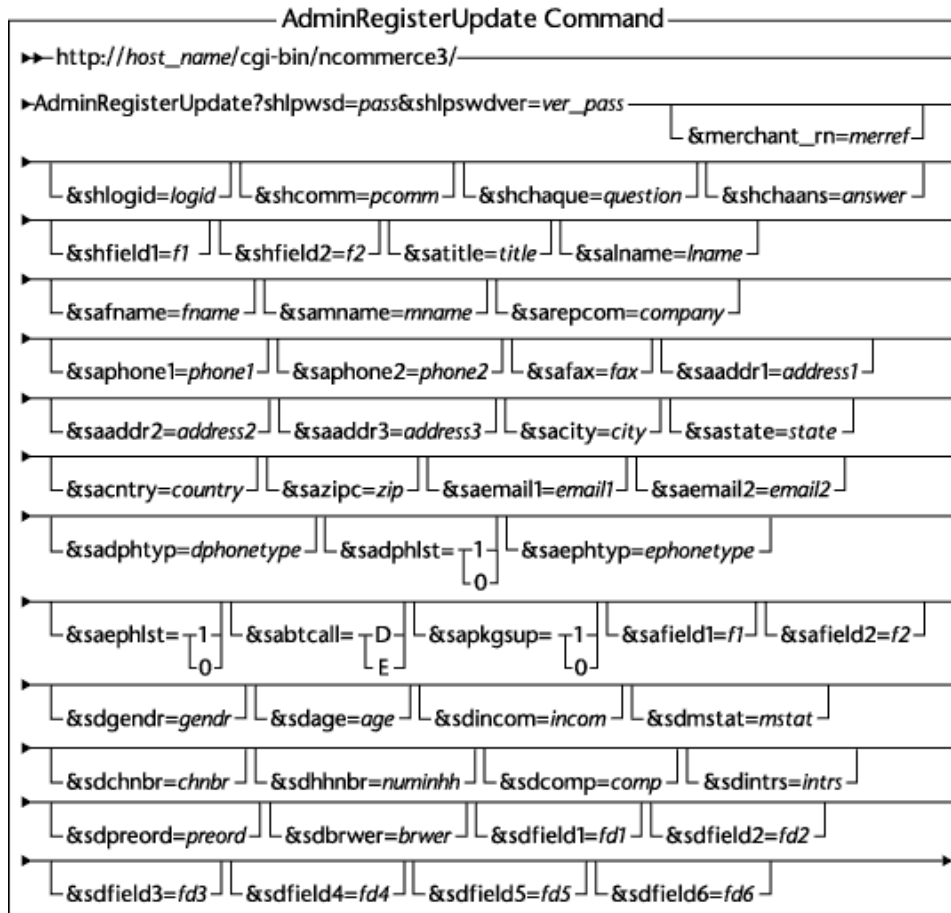 AdminRegisterUpdate Command
http://host_name/cgi-bin/ncommerce3/
AdminRegisterUpdate?shlpwsd=pass&shlpswdver=ver_pass
&merchant_rn=merref
&shlogid=logid &shcomm=pcomm &shchaque=question &shchaans=answer
&shfield1=f1 &shfield2=f2 &satitle=title &salname=lname
&safname=fname &samname=mname &sarepcom=company
&saphone1=phone1 &saphone2=phone2 &safax=fax &saaddr1=address1
&saaddr2=address2 &saaddr3=address3 &sacity=city &sastate=state
&sacntry=country &sazipc=zip &saemail1=email1 &saemail2=email2
&sadphtyp=dphonetype &sadphlst= 1 &saephtyp=ephonetype
0
&saephlst= 1 &sabtcall= D &sapkgsup= 1 &safield1=f1 &safield2=f2
0 E 0
&sdgendr=gendr &sdage=age &sdincom=incom &sdmstat=mstat
&sdchnbr=chnbr &sdhhnbr=numinhh &sdcomp=comp &sdintrs=intrs
&sdpreord=preord &sdbrwer=brwer &sdfield1=fd1 &sdfield2=fd2
&sdfield3=fd3 &sdfield4=fd4 &sdfield5=fd5 &sdfield6=fd6